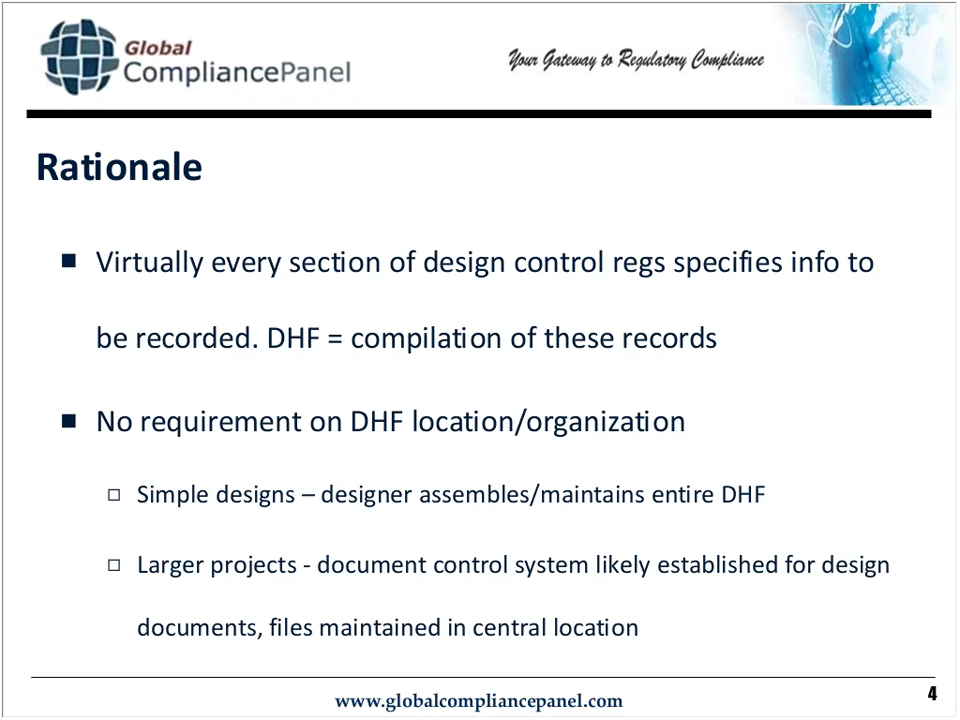 Global
CompliancePanel
Your Gateway to Regulatory Compliance
Rationale
■ Virtually every section of design control regs specifies info to
be recorded. DHF = compilation of these records
■ No requirement on DHF location/organization
□ Simple designs – designer assembles/maintains entire DHF
□ Larger projects - document control system likely established for design
documents, files maintained in central location
www.globalcompliancepanel.com
4